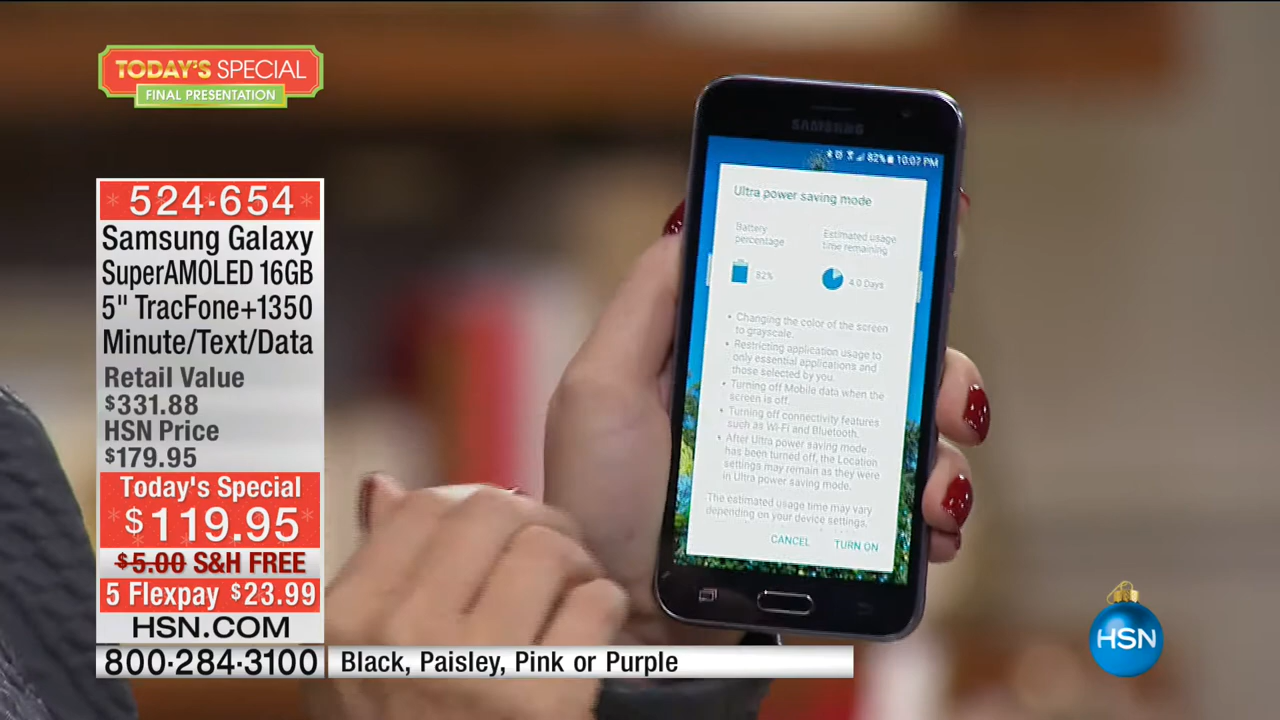 TODAY'S SPECIAL
FINAL PRESENTATION
524·654
Samsung Galaxy
SuperAMOLED 16GB
5" TracFone+1350
Minute/Text/Data
Retail Value
$331.88
HSN Price
$179.95
Today's Special
$119.95
$5.00 S&H FREE
5 Flexpay $23.99
HSN.COM
800·284·3100
Black, Paisley, Pink or Purple
SAMSUNG
82% 10:07 PM
Ultra power saving mode
Battery percentage
82%
Estimated usage time remaining
4.0 Days
• Changing the color of the screen
to grayscale.
• Restricting application usage to
only essential applications and
those selected by you.
• Turning off Mobile data when the
screen is off.
• Turning off connectivity features
such as Wi-Fi and Bluetooth.
• After Ultra power saving mode
has been turned off, the Location
settings may remain as they were
in Ultra power saving mode.
The estimated usage time may vary
depending on your device settings,
CANCEL TURN ON
HSN